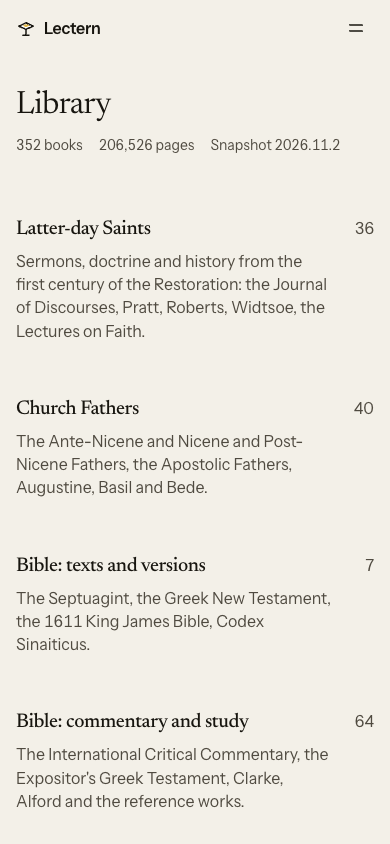 Lectern
Library
352 books 206,526 pages Snapshot 2026.11.2
Latter-day Saints 36
Sermons, doctrine and history from the
first century of the Restoration: the Journal
of Discourses, Pratt, Roberts, Widtsoe, the
Lectures on Faith.
Church Fathers 40
The Ante-Nicene and Nicene and Post-
Nicene Fathers, the Apostolic Fathers,
Augustine, Basil and Bede.
Bible: texts and versions 7
The Septuagint, the Greek New Testament,
the 1611 King James Bible, Codex
Sinaiticus.
Bible: commentary and study 64
The International Critical Commentary, the
Expositor's Greek Testament, Clarke,
Alford and the reference works.